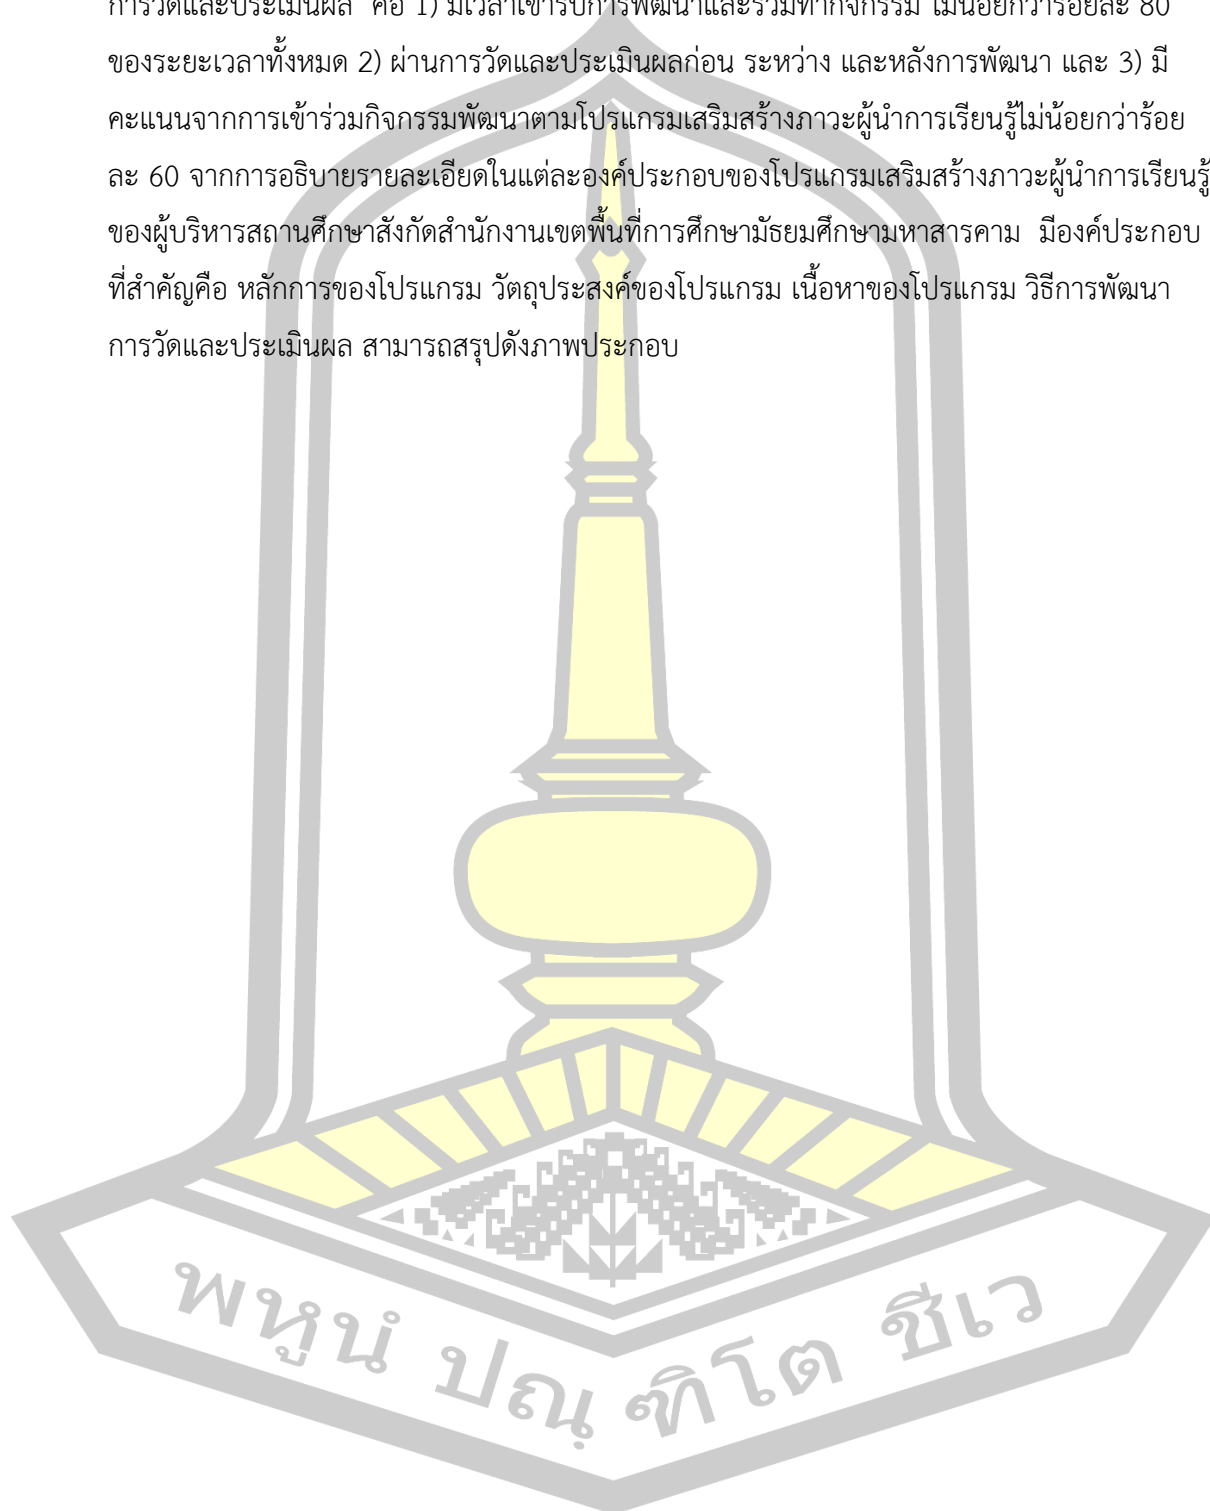 การวัดและประเมินผล คือ 1) มีเวลาเข้ารับการพัฒนาและร่วมทำกิจกรรม ไม่น้อยกว่าร้อยละ 80
ของระยะเวลาทั้งหมด 2) ผ่านการวัดและประเมินผลก่อน ระหว่าง และหลังการพัฒนา และ 3) มี
คะแนนจากการเข้าร่วมกิจกรรมพัฒนาตามโปรแกรมเสริมสร้างภาวะผู้นำการเรียนรู้ไม่น้อยกว่าร้อย
ละ 60 จากการอธิบายรายละเอียดในแต่ละองค์ประกอบของโปรแกรมเสริมสร้างภาวะผู้นำการเรียนรู้
ของผู้บริหารสถานศึกษาสังกัดสำนักงานเขตพื้นที่การศึกษามัธยมศึกษามหาสารคาม มีองค์ประกอบ
ที่สำคัญคือ หลักการของโปรแกรม วัตถุประสงค์ของโปรแกรม เนื้อหาของโปรแกรม วิธีการพัฒนา
การวัดและประเมินผล สามารถสรุปดังภาพประกอบ
พหูนํ ปณฺฑิโต ชีเว